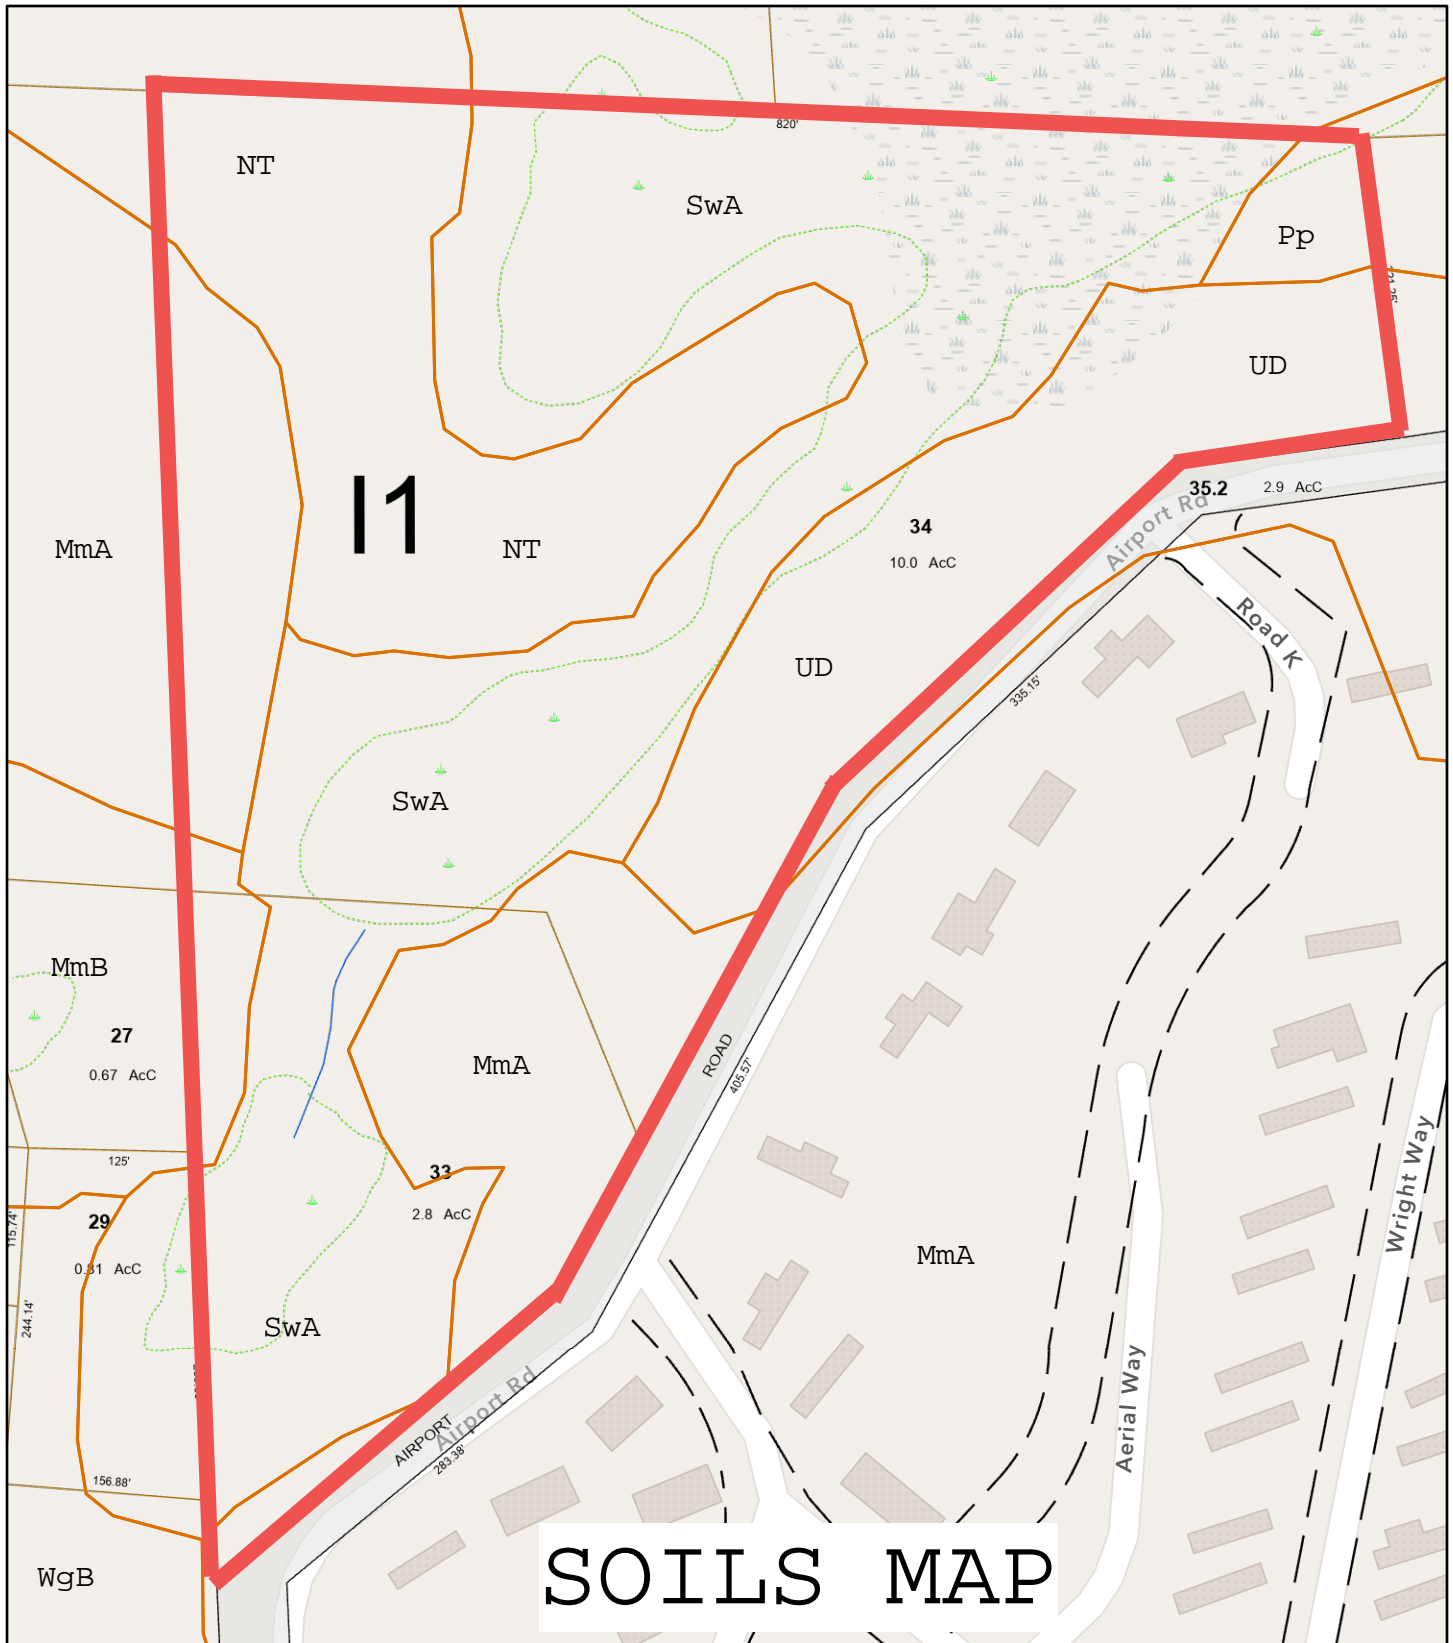 820'
NT
SwA
Pp
UD
35.2
2.9 AcC
Airport Rd
I1
34
10.0 AcC
MmA
NT
Road K
UD
335.15'
SwA
MmB
27
0.67 AcC
ROAD
405.57'
MmA
125'
33
2.8 AcC
Wright Way
115.74'
29
0.81 AcC
MmA
244.14'
SwA
Aerial Way
Airport Rd
AIRPORT
283.38'
156.88'
WgB
SOILS MAP